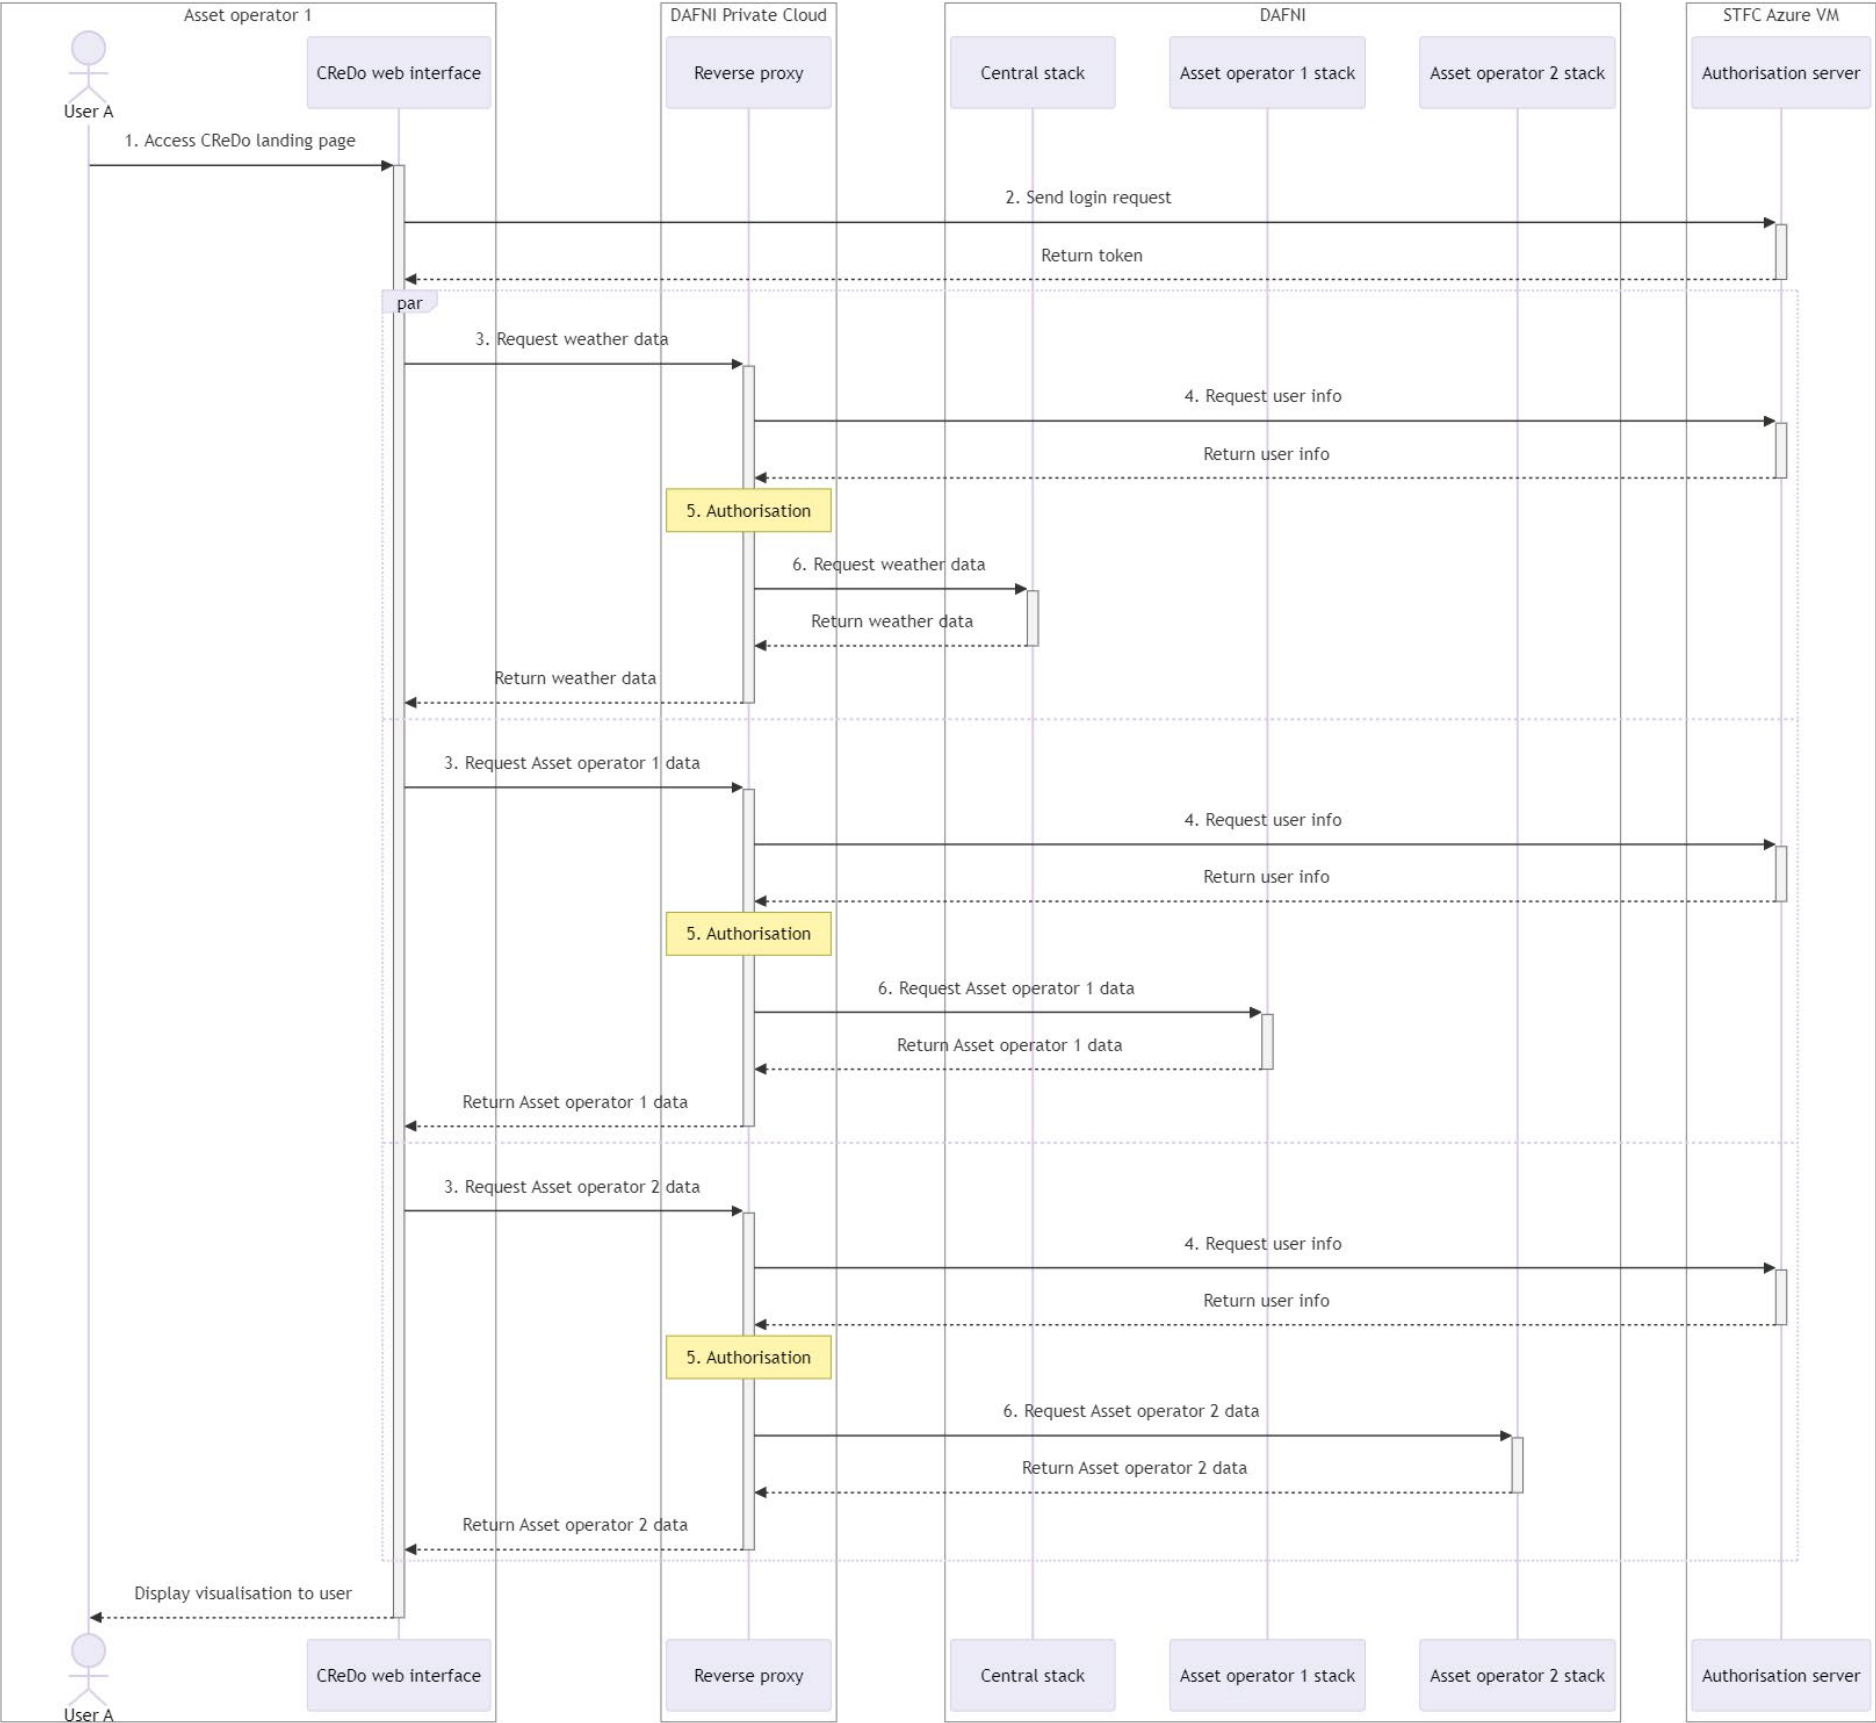 Asset operator 1
DAFNI Private Cloud
DAFNI
STFC Azure VM
User A
CReDo web interface
Reverse proxy
Central stack
Asset operator 1 stack
Asset operator 2 stack
Authorisation server
1. Access CReDo landing page
2. Send login request
Return token
par
3. Request weather data
4. Request user info
Return user info
5. Authorisation
6. Request weather data
Return weather data
Return weather data
3. Request Asset operator 1 data
4. Request user info
Return user info
5. Authorisation
6. Request Asset operator 1 data
Return Asset operator 1 data
Return Asset operator 1 data
3. Request Asset operator 2 data
4. Request user info
Return user info
5. Authorisation
6. Request Asset operator 2 data
Return Asset operator 2 data
Return Asset operator 2 data
Display visualisation to user
User A
CReDo web interface
Reverse proxy
Central stack
Asset operator 1 stack
Asset operator 2 stack
Authorisation server